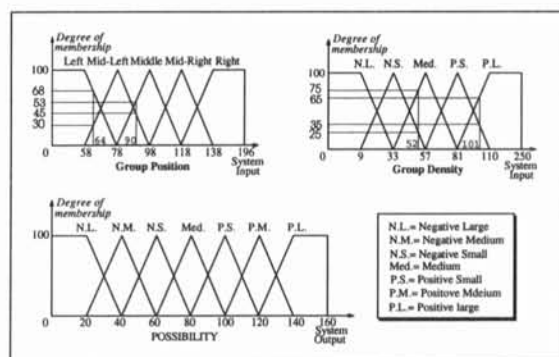 Degree of
membership
Left Mid-Left Middle Mid-Right Right
100
68
53
45
30
0
64 90
58 78 98 118 138 196
System
Input
Group Position
Degree of
membership
N.L. N.S. Med. P.S. P.L.
100
75
65
35
25
0
52 101
9 33 57 81 110 250
System
Input
Group Density
Degree of
membership
N.L. N.M. N.S. Med. P.S. P.M. P.L.
100
0
20 40 60 80 100 120 140 160
System
Output
POSSIBILITY
N.L.= Negative Large
N.M.= Negative Medium
N.S.= Negative Small
Med.= Medium
P.S.= Positive Small
P.M.= Positove Mdeium
P.L.= Positive large